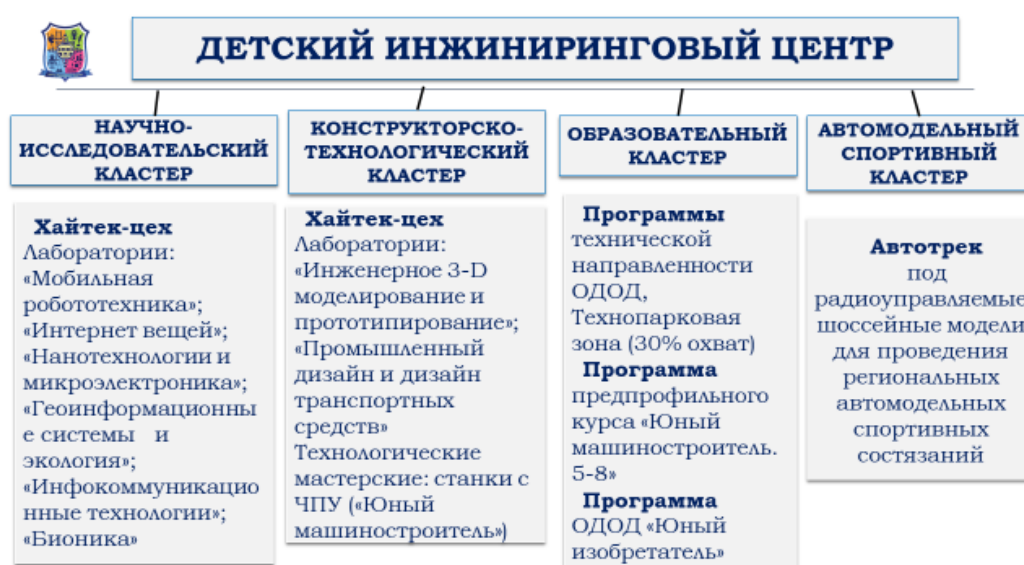 ДЕТСКИЙ ИНЖИНИРИНГОВЫЙ ЦЕНТР
НАУЧНО-
ИССЛЕДОВАТЕЛЬСКИЙ
КЛАСТЕР
Хайтек-цех
Лаборатории:
«Мобильная
робототехника»;
«Интернет вещей»;
«Нанотехнологии и
микроэлектроника»;
«Геоинформационны
е системы и
экология»;
«Инфокоммуникацио
нные технологии»;
«Бионика»
КОНСТРУКТОРСКО-
ТЕХНОЛОГИЧЕСКИЙ
КЛАСТЕР
Хайтек-цех
Лаборатории:
«Инженерное 3-D
моделирование и
прототипирование»;
«Промышленный
дизайн и дизайн
транспортных
средств»
Технологические
мастерские: станки с
ЧПУ («Юный
машиностроитель»)
ОБРАЗОВАТЕЛЬНЫЙ
КЛАСТЕР
Программы
технической
направленности
ОДОД,
Технопарковая
зона (30% охват)
Программа
предпрофильного
курса «Юный
машиностроитель.
5-8»
Программа
ОДОД «Юный
изобретатель»
АВТОМОДЕЛЬНЫЙ
СПОРТИВНЫЙ
КЛАСТЕР
Автотрек
под
радиоуправляемые
шоссейные модели
для проведения
региональных
автомодельных
спортивных
состязаний